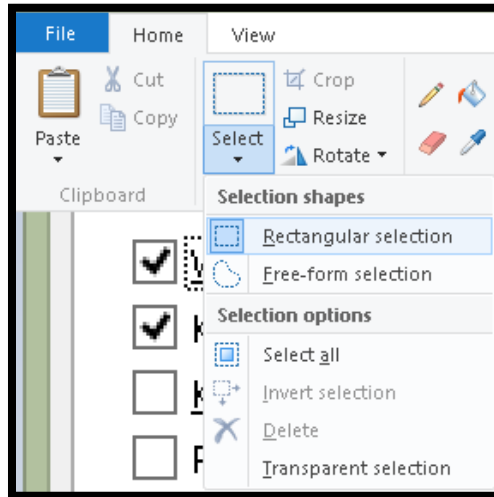 File Home View
Cut
Copy
Paste
Select
Crop
Resize
Rotate
Clipboard
Selection shapes
Rectangular selection
Free-form selection
Selection options
Select all
Invert selection
Delete
Transparent selection